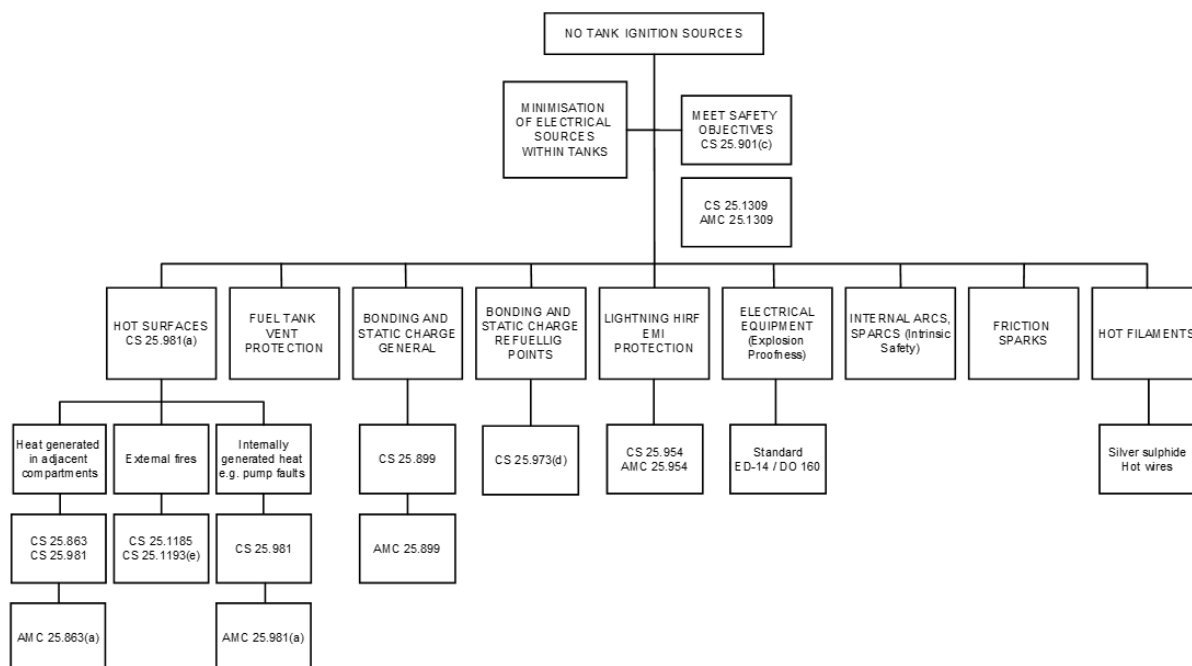 NO TANK IGNITION SOURCES
MINIMISATION
OF ELECTRICAL
SOURCES
WITHIN TANKS
MEET SAFETY
OBJECTIVES
CS 25.901(c)
CS 25.1309
AMC 25.1309
HOT SURFACES
CS 25.981(a)
FUEL TANK
VENT
PROTECTION
BONDING AND
STATIC CHARGE
GENERAL
BONDING AND
STATIC CHARGE
REFUELLIG
POINTS
LIGHTNING HIRF
EMI
PROTECTION
ELECTRICAL
EQUIPMENT
(Explosion
Proofness)
INTERNAL ARCS,
SPARCS (Intrinsic
Safety)
FRICTION
SPARKS
HOT FILAMENTS
Heat generated
in adjacent
compartments
External fires
Internally
generated heat
e.g. pump faults
CS 25.899
CS 25.973(d)
CS 25.954
AMC 25.954
Standard
ED-14 / DO 160
Silver sulphide
Hot wires
CS 25.863
CS 25.981
CS 25.1185
CS 25.1193(e)
CS 25.981
AMC 25.899
AMC 25.863(a)
AMC 25.981(a)